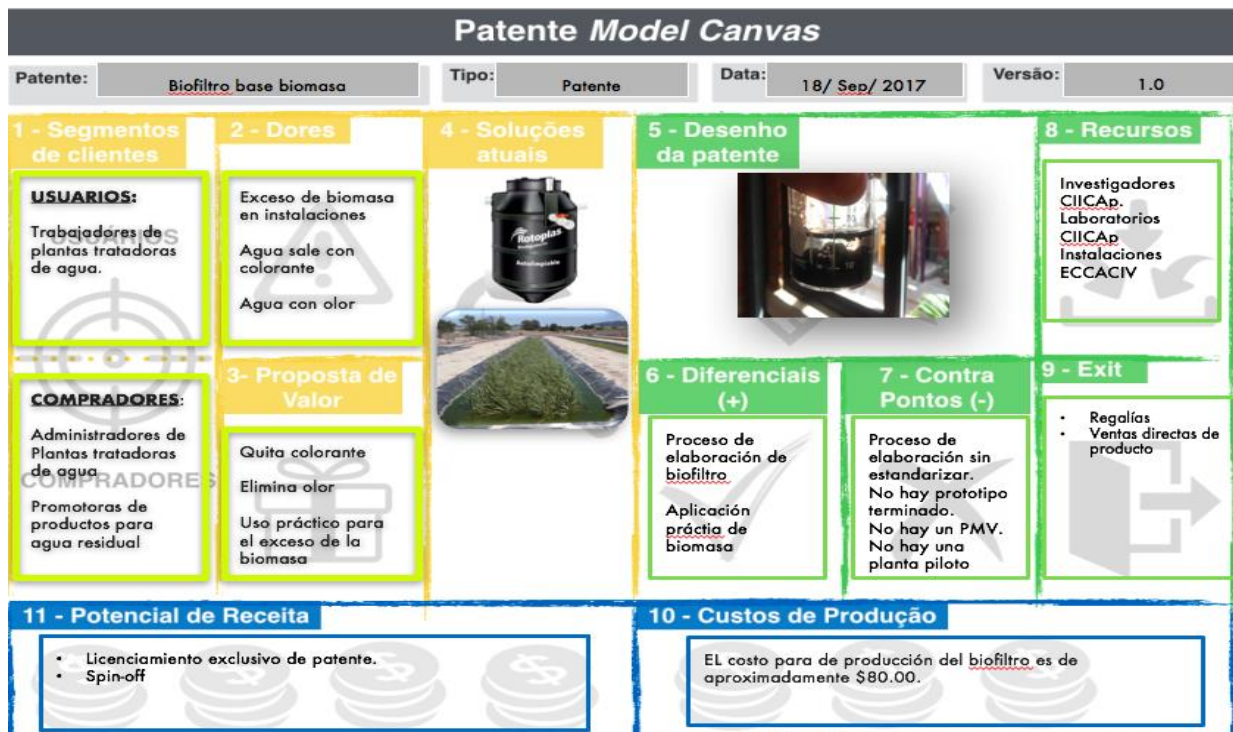 Patente Model Canvas
Patente:
Biofiltro base biomasa
Tipo:
Patente
Data:
18/ Sep/ 2017
Versão:
1.0
1 - Segmentos
de clientes
USUARIOS:
Trabajadores de
plantas tratadoras
de agua.
USUÁRIOS
COMPRADORES:
Administradores de
Plantas tratadoras
de agua
COMPRADORES
Promotoras de
productos para
agua residual
2 - Dores
Exceso de biomasa
en instalaciones
Agua sale con
colorante
Agua con olor
3- Proposta de
Valor
Quita colorante
Elimina olor
Uso práctico para
el exceso de la
biomasa
4 - Soluções
atuais
Rotoplas
Autolimpiable
5 - Desenho
da patente
6 - Diferenciais
(+)
Proceso de
elaboración de
biofiltro
Aplicación
práctia de
biomasa
7 - Contra
Pontos (-)
Proceso de
elaboración sin
estandarizar.
No hay prototipo
terminado.
No hay un PMV.
No hay una
planta piloto
8 - Recursos
Investigadores
CIICAp.
Laboratorios
CIICAp
Instalaciones
ECCACIV
9 - Exit
• Regalías
• Ventas directas de
producto
11 - Potencial de Receita
• Licenciamiento exclusivo de patente.
• Spin-off
10 - Custos de Produção
EL costo para de producción del biofiltro es de
aproximadamente $80.00.